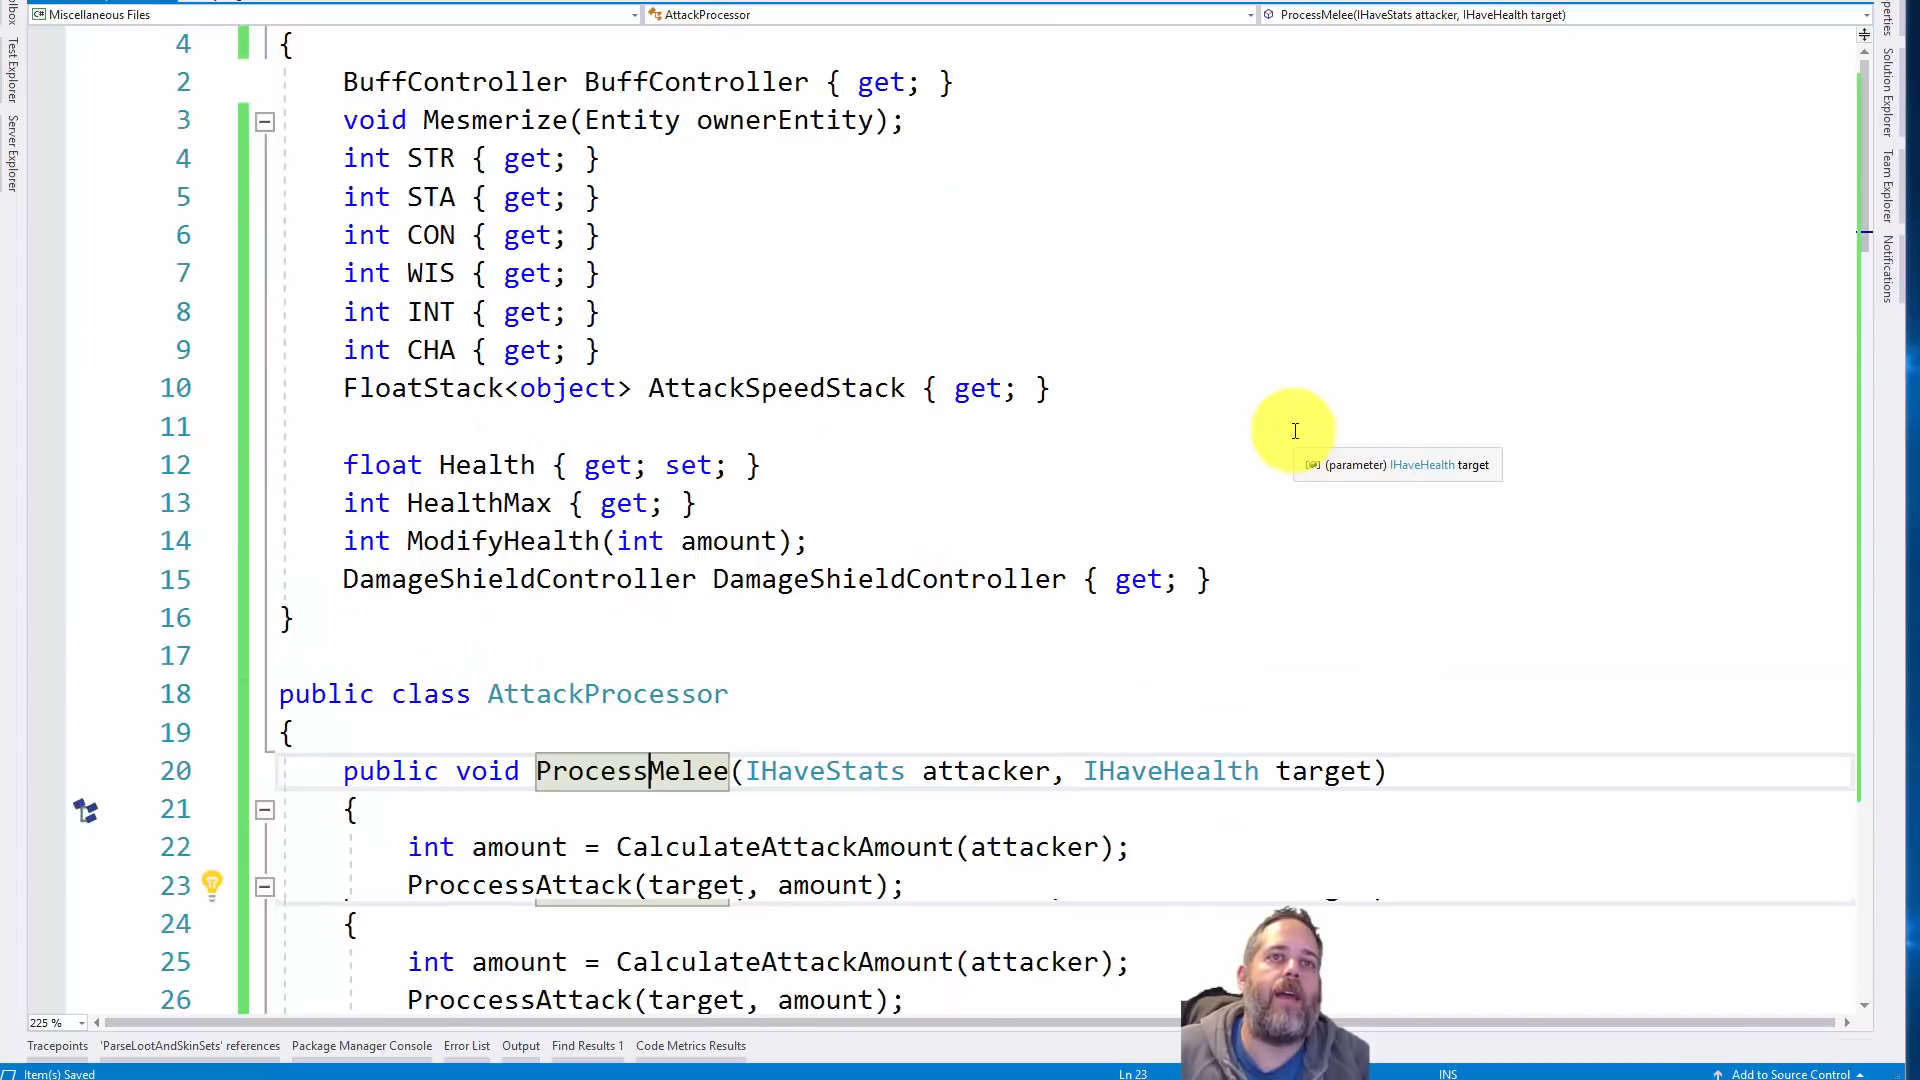 Miscellaneous Files
AttackProcessor
ProcessMelee(IHaveStats attacker, IHaveHealth target)
Test Explorer
Server Explorer
Solution Explorer
Team Explorer
Notifications
4 {
2 BuffController BuffController { get; }
3 void Mesmerize(Entity ownerEntity);
4 int STR { get; }
5 int STA { get; }
6 int CON { get; }
7 int WIS { get; }
8 int INT { get; }
9 int CHA { get; }
10 FloatStack<object> AttackSpeedStack { get; }
11
12 float Health { get; set; }
(parameter) IHaveHealth target
13 int HealthMax { get; }
14 int ModifyHealth(int amount);
15 DamageShieldController DamageShieldController { get; }
16 }
17
18 public class AttackProcessor
19 {
20 public void ProcessMelee(IHaveStats attacker, IHaveHealth target)
21 {
22 int amount = CalculateAttackAmount(attacker);
23 ProccessAttack(target, amount);
24 {
25 int amount = CalculateAttackAmount(attacker);
26 ProccessAttack(target, amount);
225 %
Tracepoints 'ParseLootAndSkinSets' references Package Manager Console Error List Output Find Results 1 Code Metrics Results
Item(s) Saved Ln 23 INS Add to Source Control